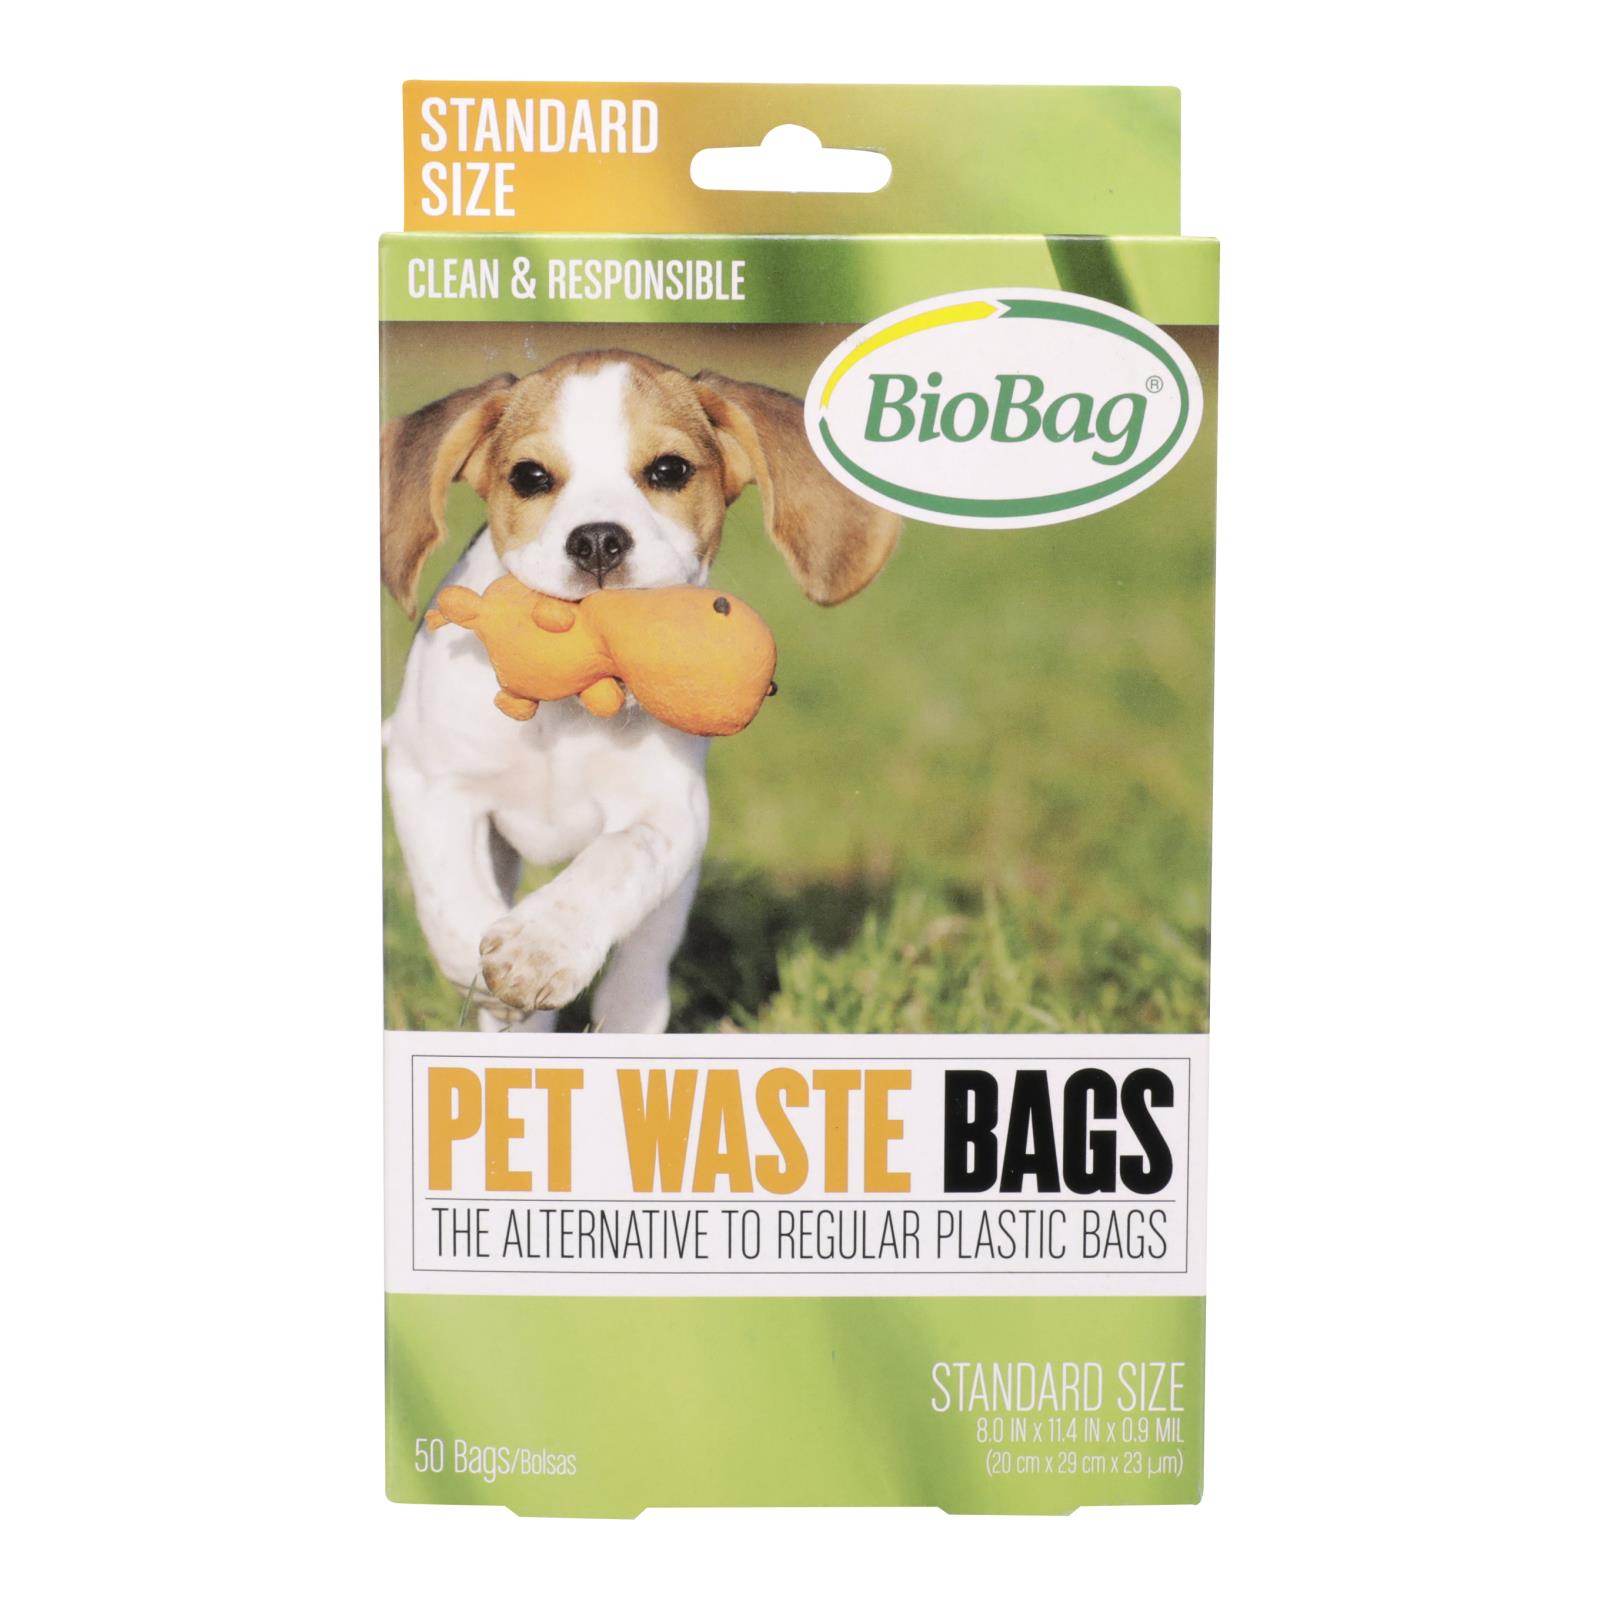 STANDARD
SIZE
CLEAN & RESPONSIBLE
BioBag®
PET WASTE BAGS
THE ALTERNATIVE TO REGULAR PLASTIC BAGS
STANDARD SIZE
8.0 IN x 11.4 IN x 0.9 MIL
(20 cm x 29 cm x 23 µm)
50 Bags/Bolsas